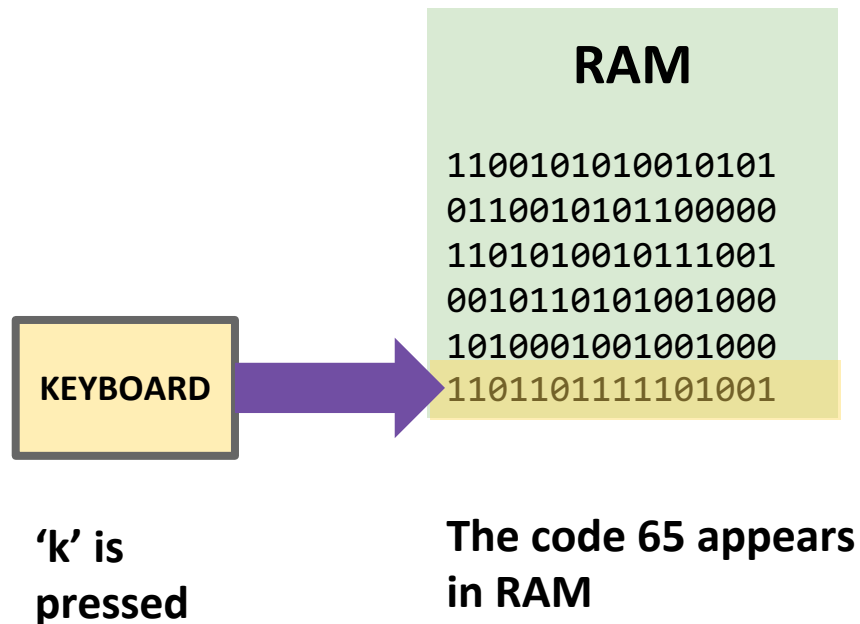 RAM
1100101010010101
0110010101100000
1101010010111001
0010110101001000
1010001001001000
1101101111101001
KEYBOARD
‘k’ is
pressed
The code 65 appears
in RAM